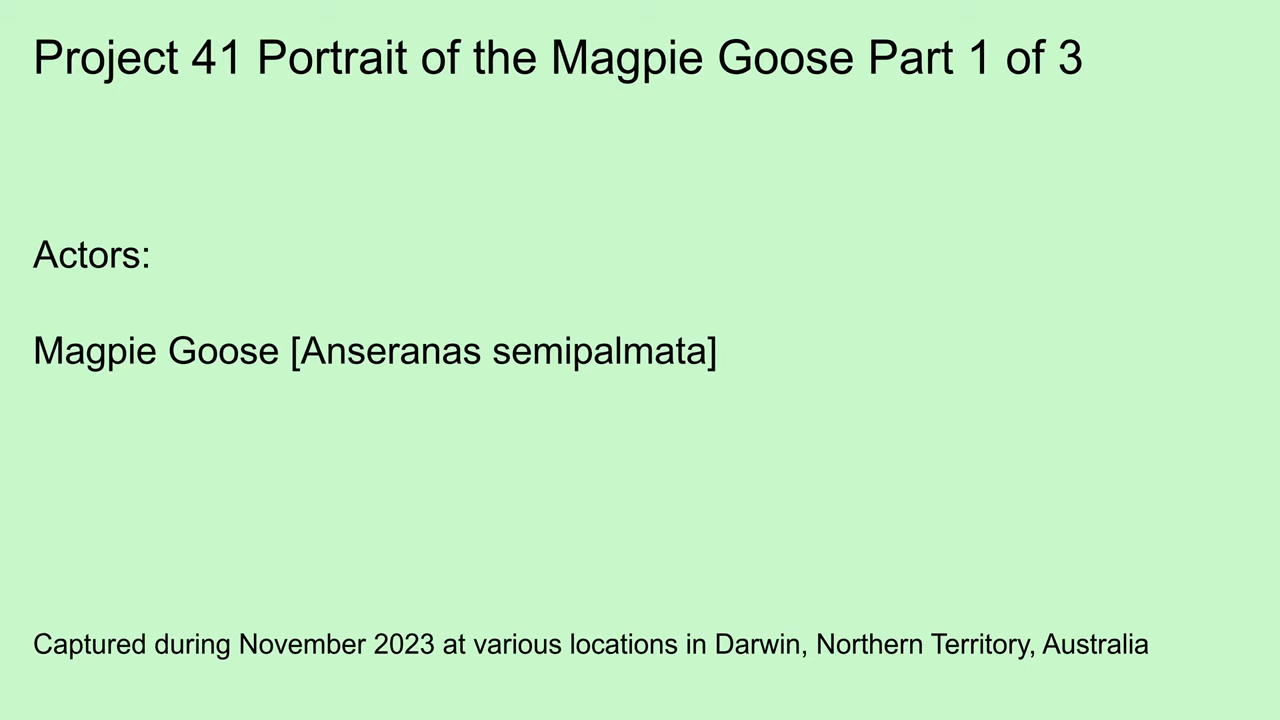 Project 41 Portrait of the Magpie Goose Part 1 of 3
Actors:
Magpie Goose [Anseranas semipalmata]
Captured during November 2023 at various locations in Darwin, Northern Territory, Australia